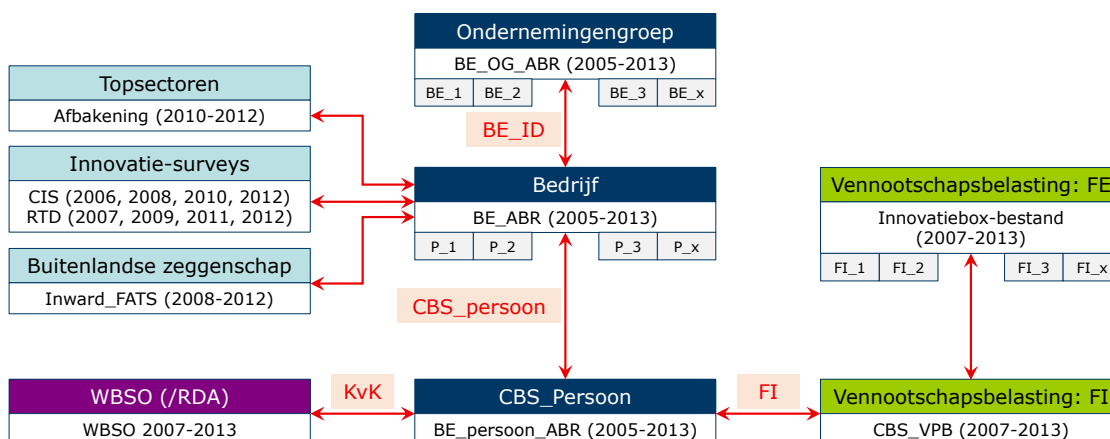 Ondernemingengroep
BE_OG_ABR (2005-2013)
BE_1 BE_2 BE_3 BE_x
Topsectoren
Afbakening (2010-2012)
BE_ID
Innovatie-surveys
CIS (2006, 2008, 2010, 2012)
RTD (2007, 2009, 2011, 2012)
Bedrijf
BE_ABR (2005-2013)
P_1 P_2 P_3 P_x
Vennootschapsbelasting: FE
Innovatiebox-bestand
(2007-2013)
FI_1 FI_2 FI_3 FI_x
Buitenlandse zeggenschap
Inward_FATS (2008-2012)
CBS_persoon
WBSO (/RDA)
WBSO 2007-2013
KvK
CBS_Persoon
BE_persoon_ABR (2005-2013)
FI
Vennootschapsbelasting: FI
CBS_VPB (2007-2013)